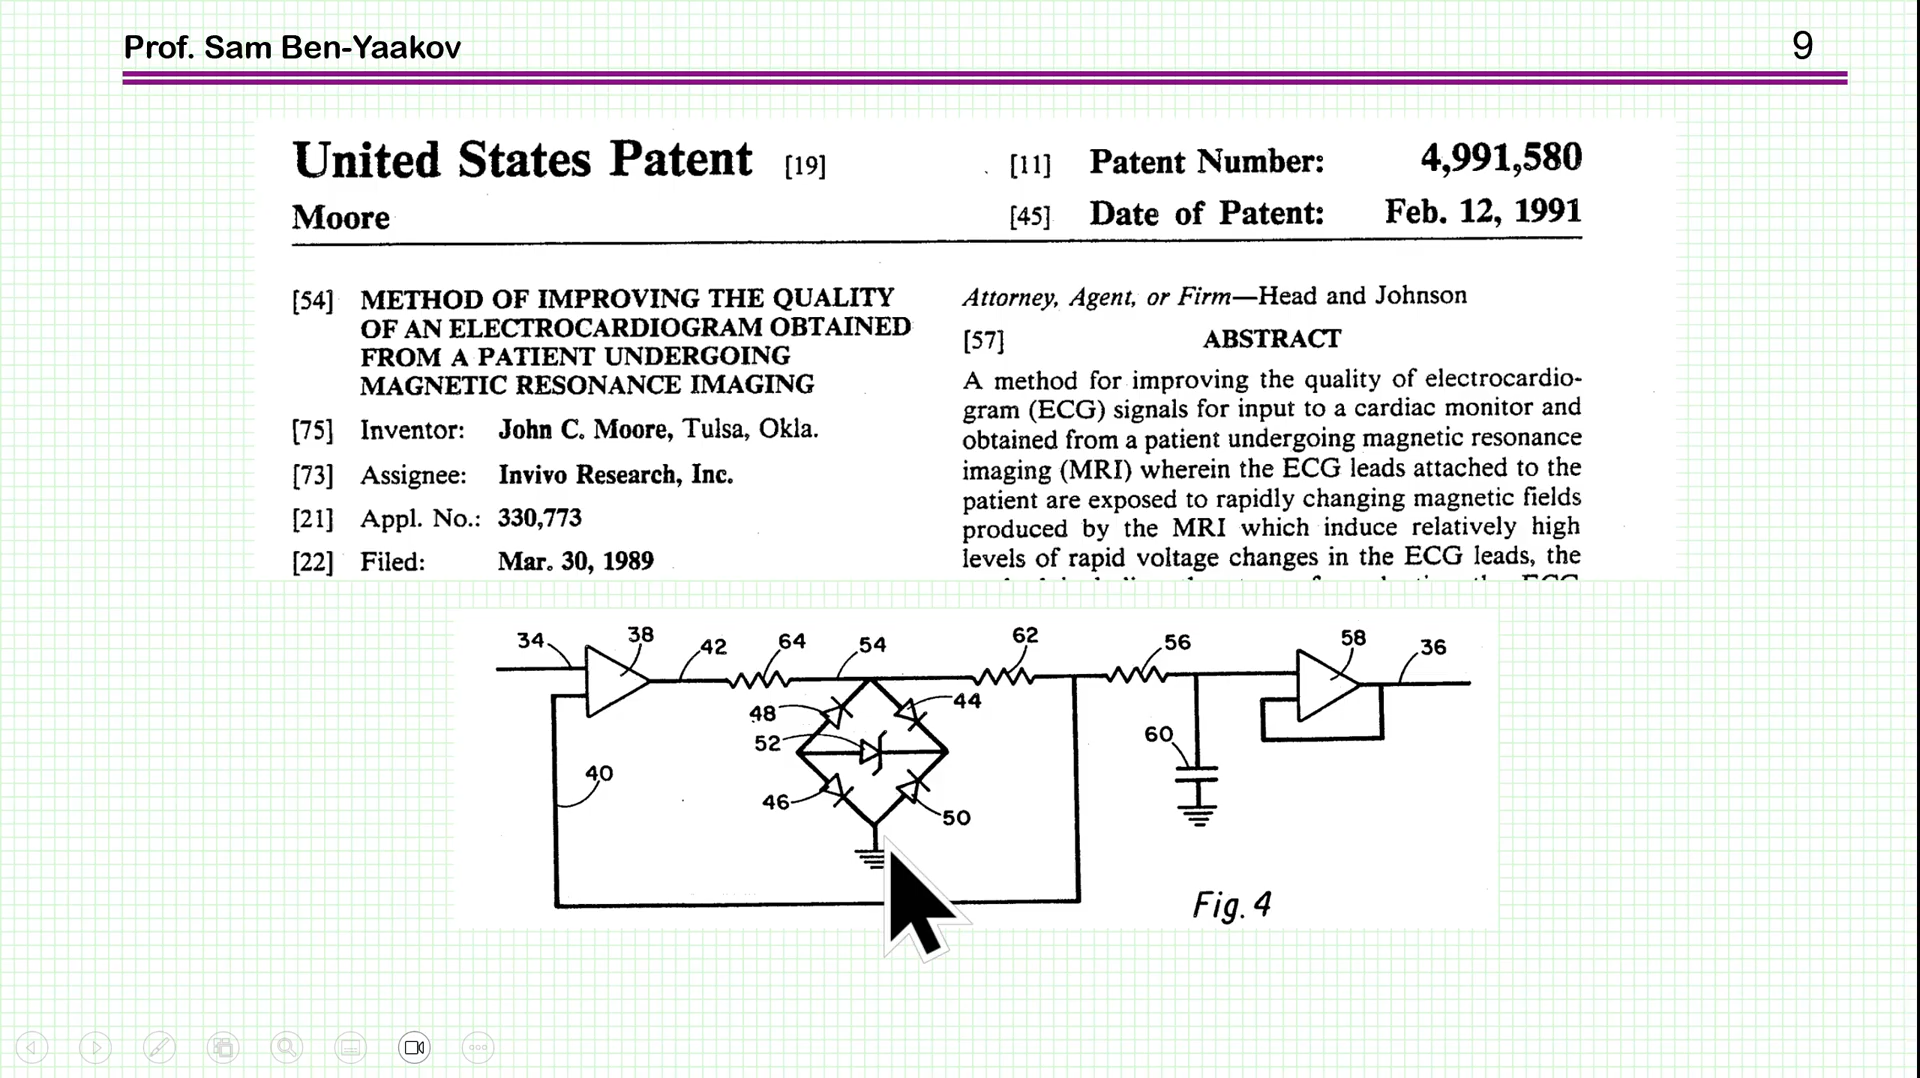 Prof. Sam Ben-Yaakov
9
United States Patent [19]
Moore
[11] Patent Number: 4,991,580
[45] Date of Patent: Feb. 12, 1991
[54] METHOD OF IMPROVING THE QUALITY
OF AN ELECTROCARDIOGRAM OBTAINED
FROM A PATIENT UNDERGOING
MAGNETIC RESONANCE IMAGING
[75] Inventor: John C. Moore, Tulsa, Okla.
[73] Assignee: Invivo Research, Inc.
[21] Appl. No.: 330,773
[22] Filed: Mar. 30, 1989
Attorney, Agent, or Firm—Head and Johnson
[57] ABSTRACT
A method for improving the quality of electrocardio-
gram (ECG) signals for input to a cardiac monitor and
obtained from a patient undergoing magnetic resonance
imaging (MRI) wherein the ECG leads attached to the
patient are exposed to rapidly changing magnetic fields
produced by the MRI which induce relatively high
levels of rapid voltage changes in the ECG leads, the
34 38 42 64 54 62 56 58 36
48 44
52 60
40 46 50
Fig. 4